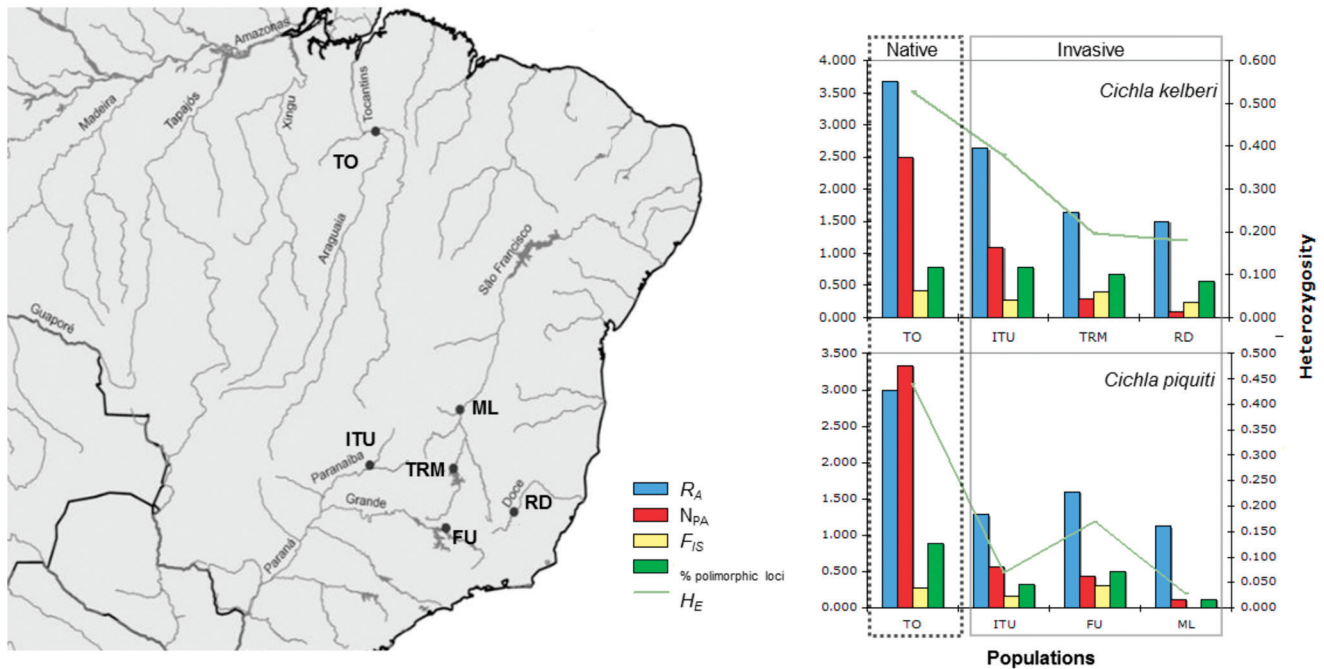 Amazonas
Madeira
Tapajós
Xingu
Tocantins
TO
Araguaia
São Francisco
Guaporé
ML
ITU
Paranaíba
TRM
Grande
Doce
RD
FU
Paraná
R_A
N_PA
F_IS
% polimorphic loci
H_E
Native Invasive
Cichla kelberi
4.000
3.500
3.000
2.500
2.000
1.500
1.000
0.500
0.000
0.600
0.500
0.400
0.300
0.200
0.100
0.000
TO ITU TRM RD
Cichla piquiti
3.500
3.000
2.500
2.000
1.500
1.000
0.500
0.000
0.500
0.450
0.400
0.350
0.300
0.250
0.200
0.150
0.100
0.050
0.000
TO ITU FU ML
Heterozygosity
Populations